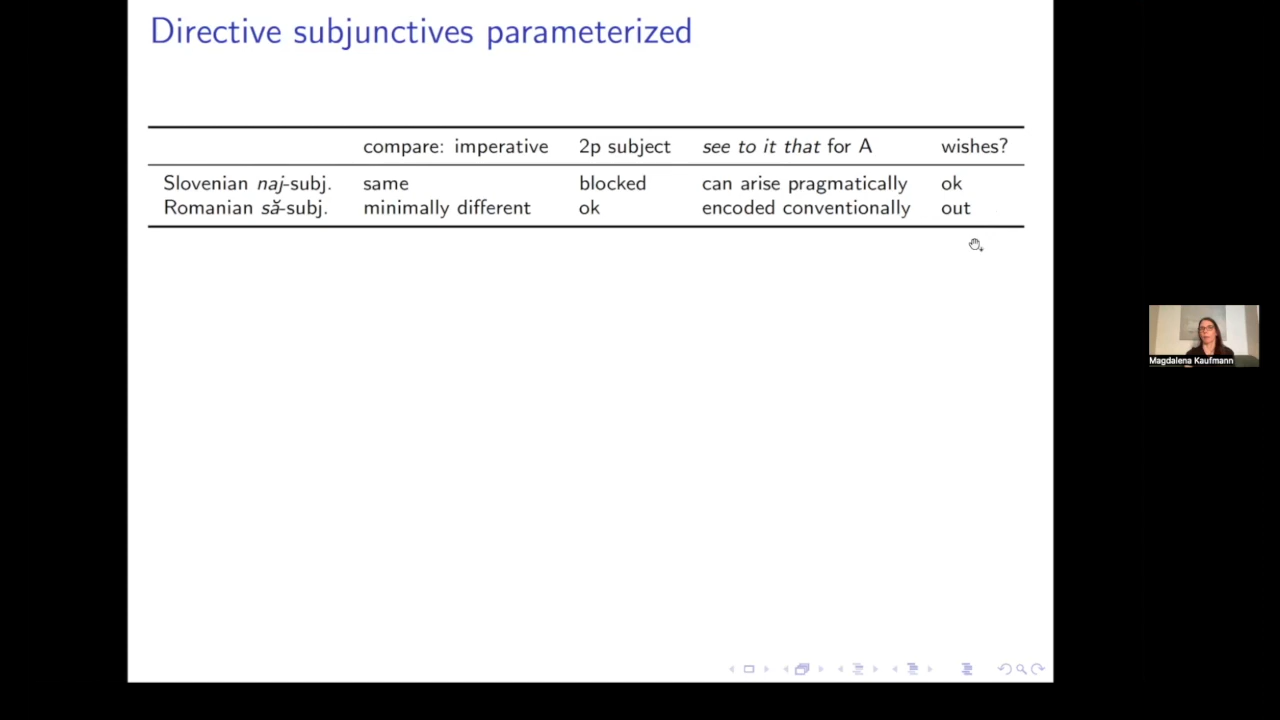 Directive subjunctives parameterized
compare: imperative 2p subject see to it that for A wishes?
Slovenian naj-subj. same blocked can arise pragmatically ok
Romanian să-subj. minimally different ok encoded conventionally out
Magdalena Kaufmann